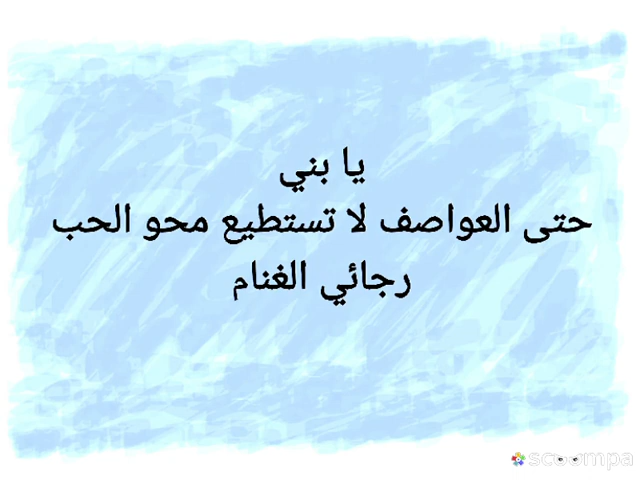 يا بني
حتى العواصف لا تستطيع محو الحب
رجائي الغنام
scoompa